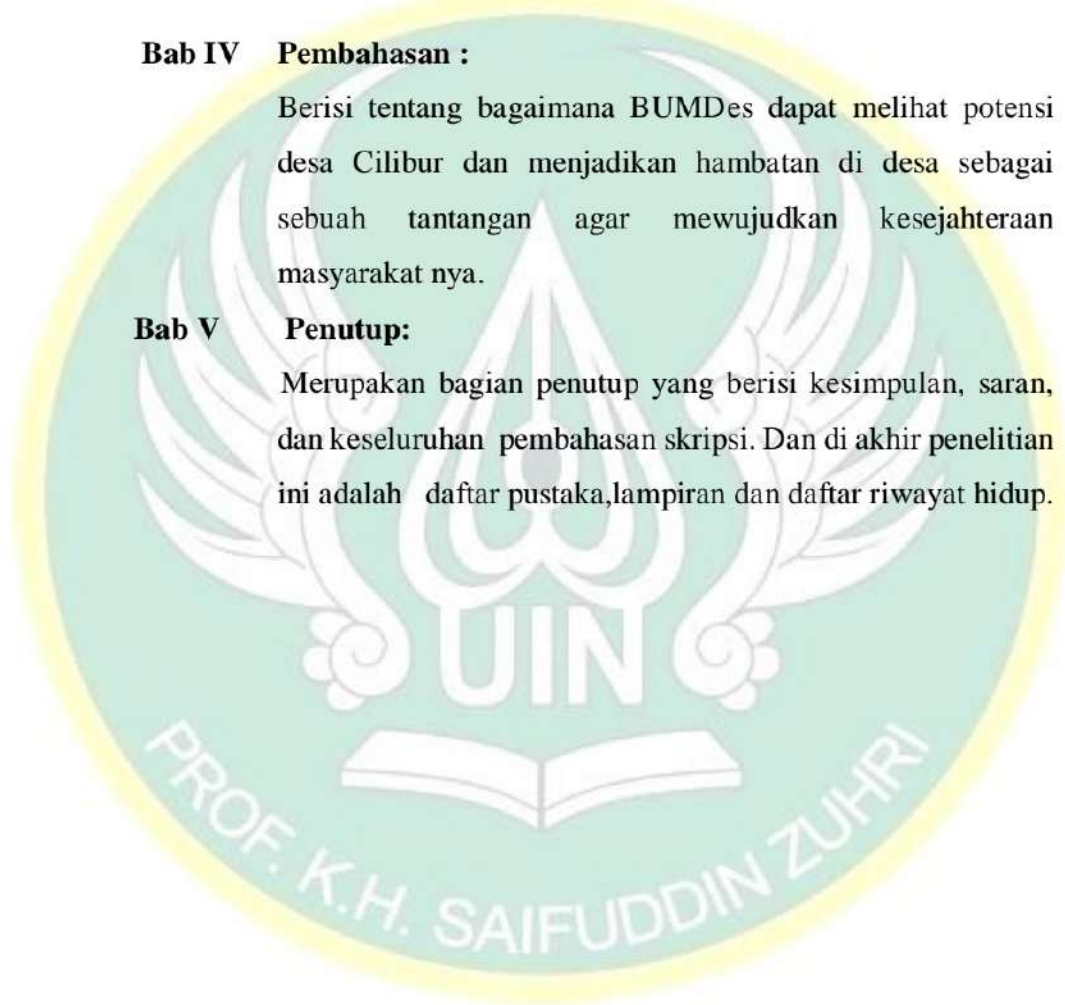 Bab IV Pembahasan :
Berisi tentang bagaimana BUMDes dapat melihat potensi
desa Cilibur dan menjadikan hambatan di desa sebagai
sebuah tantangan agar mewujudkan kesejahteraan
masyarakat nya.
Bab V Penutup:
Merupakan bagian penutup yang berisi kesimpulan, saran,
dan keseluruhan pembahasan skripsi. Dan di akhir penelitian
ini adalah daftar pustaka,lampiran dan daftar riwayat hidup.
UIN
PROF. K.H. SAIFUDDIN ZUHRI